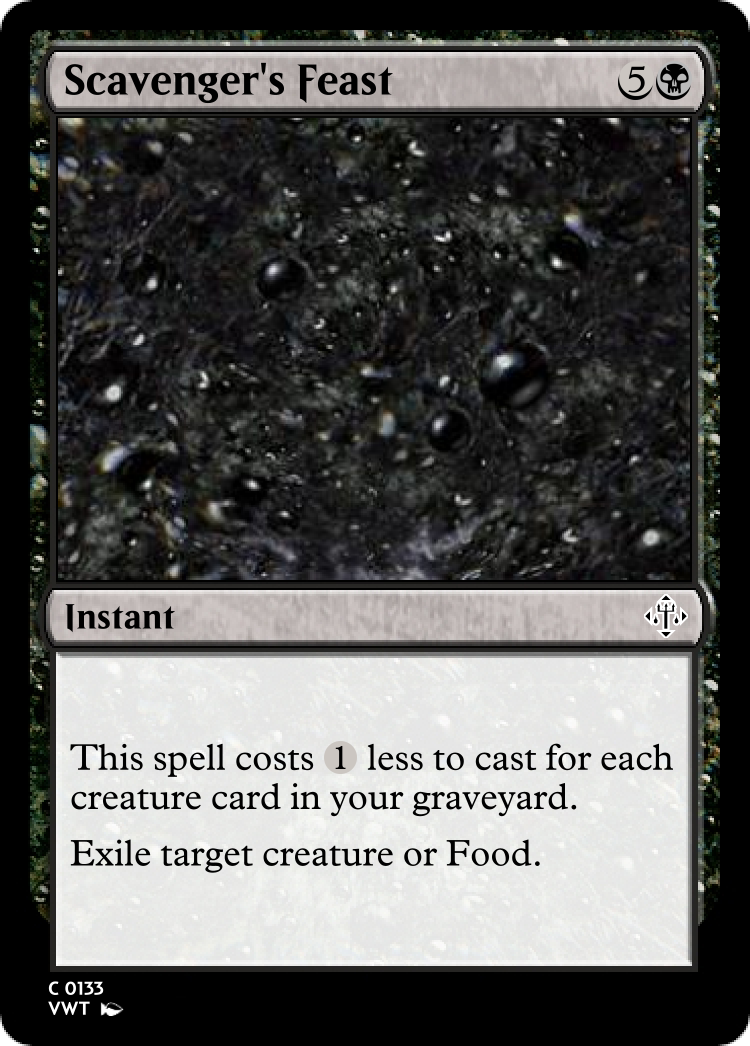 Scavenger's Feast 5
Instant
This spell costs 1 less to cast for each
creature card in your graveyard.
Exile target creature or Food.
C 0133
VWT